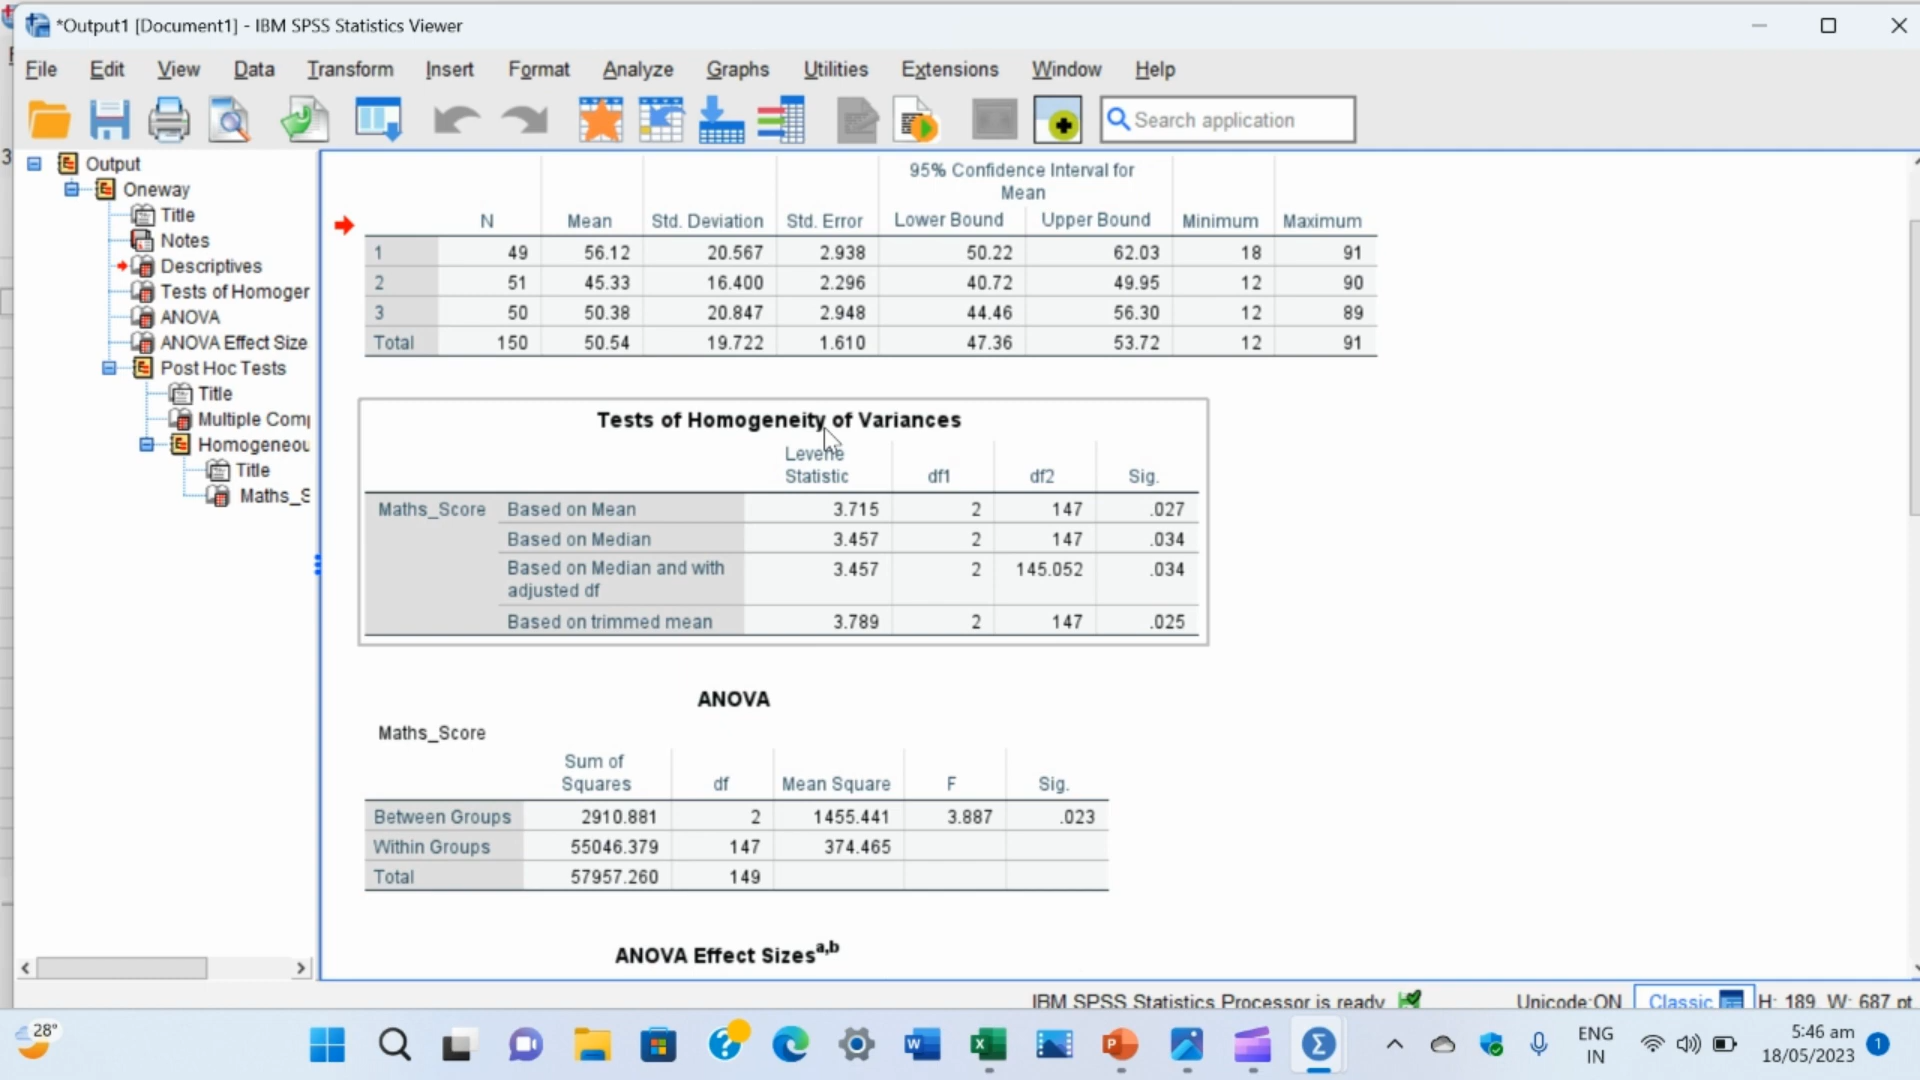 *Output1 [Document1] - IBM SPSS Statistics Viewer
File Edit View Data Transform Insert Format Analyze Graphs Utilities Extensions Window Help
Search application
Output
Oneway
Title
Notes
Descriptives
Tests of Homoger
ANOVA
ANOVA Effect Size
Post Hoc Tests
Title
Multiple Comp
Homogeneou
Title
Maths_S
95% Confidence Interval for
Mean
N Mean Std. Deviation Std. Error Lower Bound Upper Bound Minimum Maximum
1 49 56.12 20.567 2.938 50.22 62.03 18 91
2 51 45.33 16.400 2.296 40.72 49.95 12 90
3 50 50.38 20.847 2.948 44.46 56.30 12 89
Total 150 50.54 19.722 1.610 47.36 53.72 12 91
Tests of Homogeneity of Variances
Levene
Statistic df1 df2 Sig.
Maths_Score Based on Mean 3.715 2 147 .027
Based on Median 3.457 2 147 .034
Based on Median and with
adjusted df 3.457 2 145.052 .034
Based on trimmed mean 3.789 2 147 .025
ANOVA
Maths_Score
Sum of
Squares df Mean Square F Sig.
Between Groups 2910.881 2 1455.441 3.887 .023
Within Groups 55046.379 147 374.465
Total 57957.260 149
ANOVA Effect Sizesa,b
IBM SPSS Statistics Processor is ready Unicode:ON Classic H: 189, W: 687 pt
28°
ENG
IN
5:46 am
18/05/2023
1